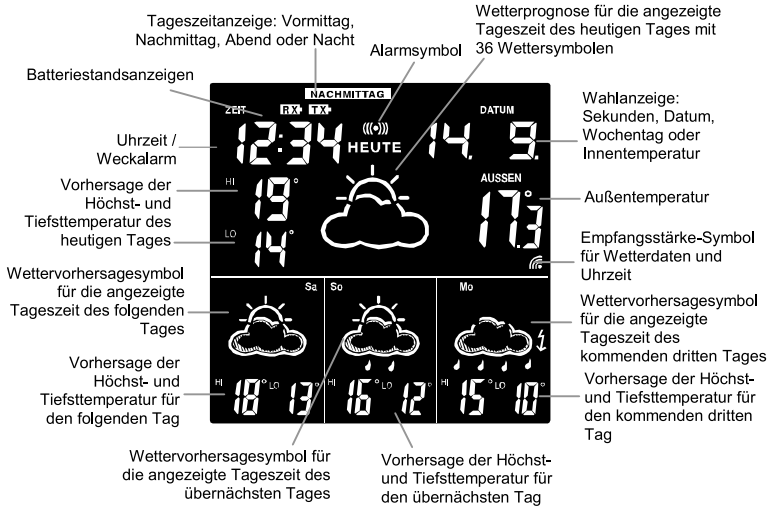 Tageszeitanzeige: Vormittag,
Nachmittag, Abend oder Nacht
Alarmsymbol
Wetterprognose für die angezeigte
Tageszeit des heutigen Tages mit
36 Wettersymbolen
Batteriestandsanzeigen
Uhrzeit /
Weckalarm
Vorhersage der
Höchst- und
Tiefsttemperatur des
heutigen Tages
Wettervorhersagesymbol
für die angezeigte
Tageszeit des folgenden
Tages
Vorhersage der
Höchst- und
Tiefsttemperatur für
den folgenden Tag
NACHMITTAG
ZEIT
RX TX
DATUM
12:34
HEUTE
14. 9.
HI
19°
LO
14°
AUSSEN
17.3°
Sa
HI 18° LO 13°
So
HI 16° LO 12°
Mo
HI 15° LO 10°
Wahlanzeige:
Sekunden, Datum,
Wochentag oder
Innentemperatur
Außentemperatur
Empfangsstärke-Symbol
für Wetterdaten und
Uhrzeit
Wettervorhersagesymbol
für die angezeigte
Tageszeit des
kommenden dritten Tages
Vorhersage der Höchst-
und Tiefsttemperatur für
den kommenden dritten
Tag
Wettervorhersagesymbol für
die angezeigte Tageszeit des
übernächsten Tages
Vorhersage der Höchst-
und Tiefsttemperatur für
den übernächsten Tag